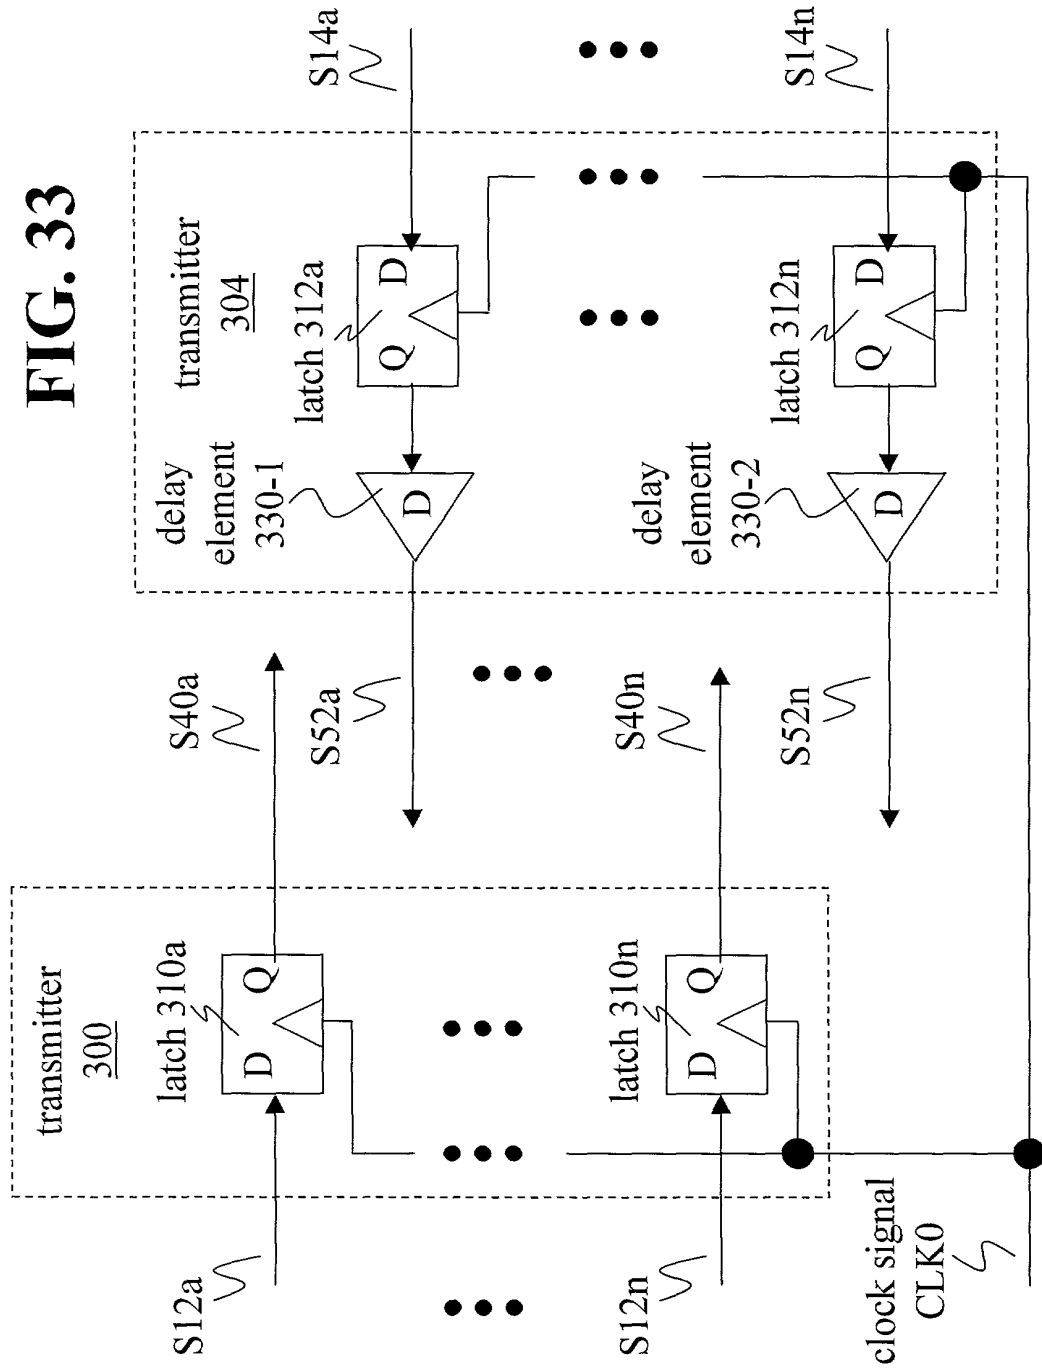 FIG. 33
transmitter
300
transmitter
304
S12a
latch 310a
D
Q
S40a
S52a
delay
element
330-1
D
latch 312a
Q
D
S14a
S12n
latch 310n
D
Q
S40n
S52n
delay
element
330-2
D
latch 312n
Q
D
S14n
clock signal
CLK0